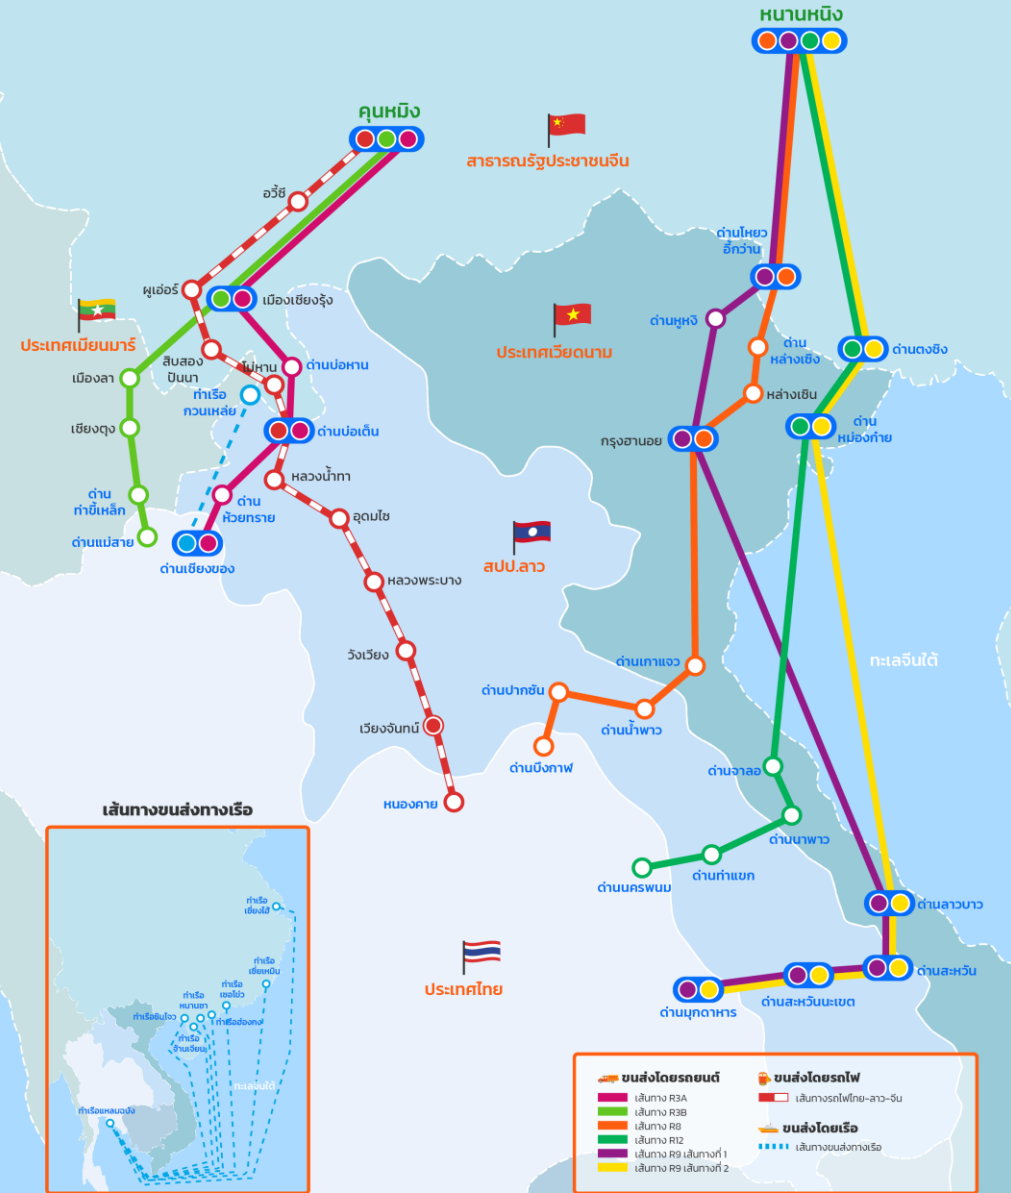 หนานหนิง
คุนหมิง
สาธารณรัฐประชาชนจีน
อวี้ซี
ด่านโหยว
อี้กว่าน
ผูเอ่อร์
เมืองเชียงรุ้ง
ประเทศเมียนมาร์
ประเทศเวียดนาม
ด่านหูหงิ
ด่าน
หล่างเซิง
ด่านตงซิง
สิบสอง
ปันนา
โม่หาน
ด่านบ่อหาน
เมืองลา
ท่าเรือ
กวนเหล่ย
หล่างเซิน
เชียงตุง
ด่านบ่อเต็น
กรุงฮานอย
ด่าน
หม่องก๋าย
หลวงน้ำทา
ด่าน
ท่าขี้เหล็ก
ด่าน
ห้วยทราย
อุดมไซ
ด่านแม่สาย
ด่านเชียงของ
สปป.ลาว
หลวงพระบาง
วังเวียง
ด่านเกาแจว
ทะเลจีนใต้
ด่านปากซัน
เวียงจันทน์
ด่านน้ำพาว
ด่านบึงกาฬ
ด่านจาลอ
หนองคาย
ด่านนาพาว
ด่านท่าแขก
ด่านนครพนม
ด่านลาวบาว
ด่านสะหวัน
ประเทศไทย
ด่านสะหวันนะเขต
ด่านมุกดาหาร
เส้นทางขนส่งทางเรือ
ท่าเรือ
เซี่ยงไฮ้
ท่าเรือ
เซี่ยเหมิน
ท่าเรือ
เซอโข่ว
ท่าเรือ
หนานซา
ท่าเรือชินโจว
ท่าเรือฮ่องกง
ท่าเรือ
จ้านเจียน
ทะเลจีนใต้
ท่าเรือแหลมฉบัง
ขนส่งโดยรถยนต์
เส้นทาง R3A
เส้นทาง R3B
เส้นทาง R8
เส้นทาง R12
เส้นทาง R9 เส้นทางที่ 1
เส้นทาง R9 เส้นทางที่ 2
ขนส่งโดยรถไฟ
เส้นทางรถไฟไทย-ลาว-จีน
ขนส่งโดยเรือ
เส้นทางขนส่งทางเรือ